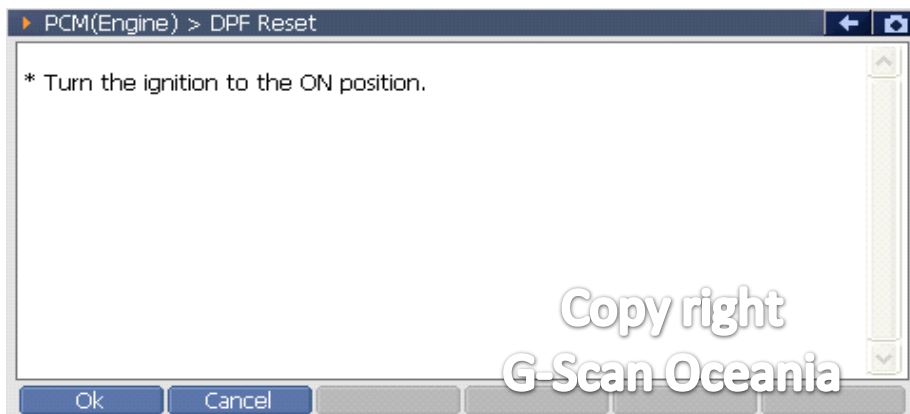 PCM(Engine) > DPF Reset
* Turn the ignition to the ON position.
Copy right
G-Scan Oceania
Ok Cancel